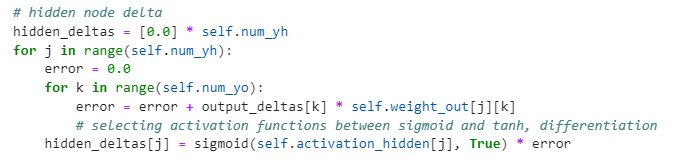 # hidden node delta
hidden_deltas = [0.0] * self.num_yh
for j in range(self.num_yh):
    error = 0.0
    for k in range(self.num_yo):
        error = error + output_deltas[k] * self.weight_out[j][k]
        # selecting activation functions between sigmoid and tanh, differentiation
    hidden_deltas[j] = sigmoid(self.activation_hidden[j], True) * error